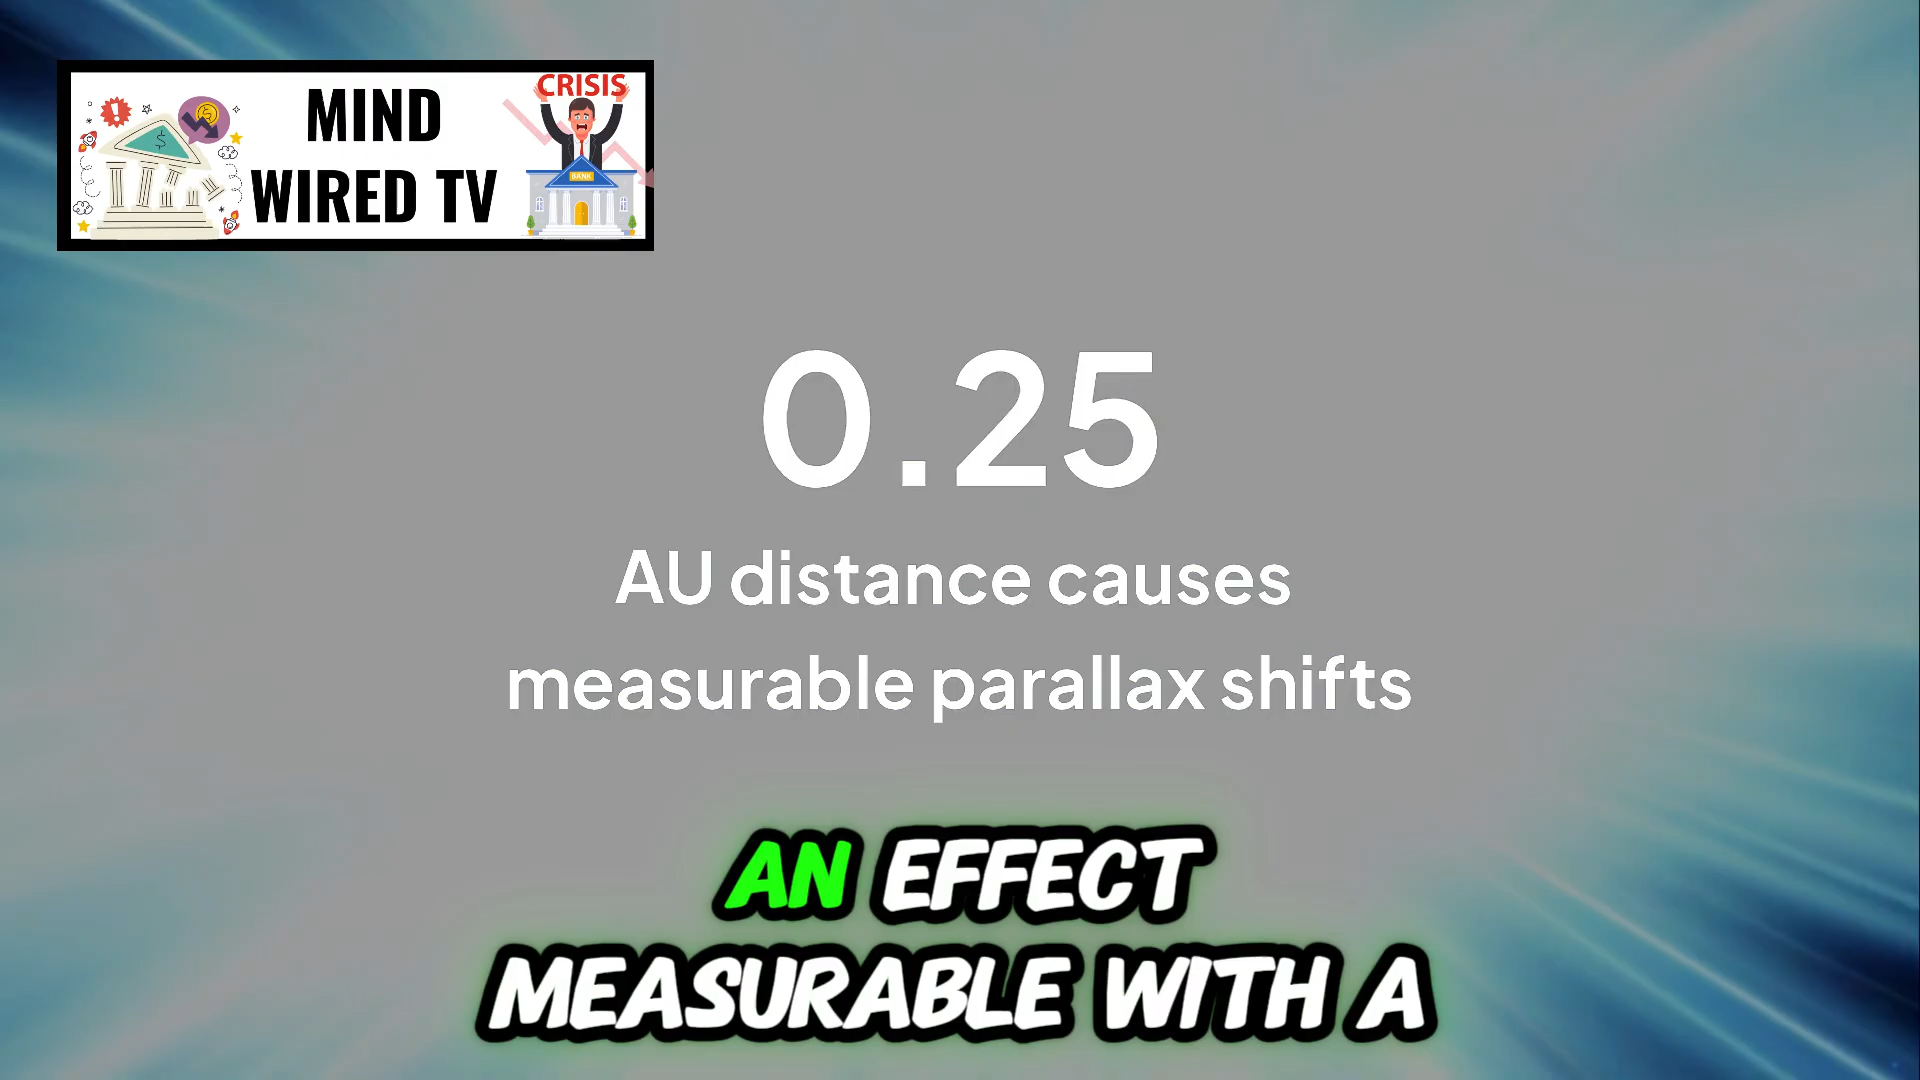 MIND
WIRED TV
CRISIS
BANK
0.25
AU distance causes
measurable parallax shifts
AN EFFECT
MEASURABLE WITH A